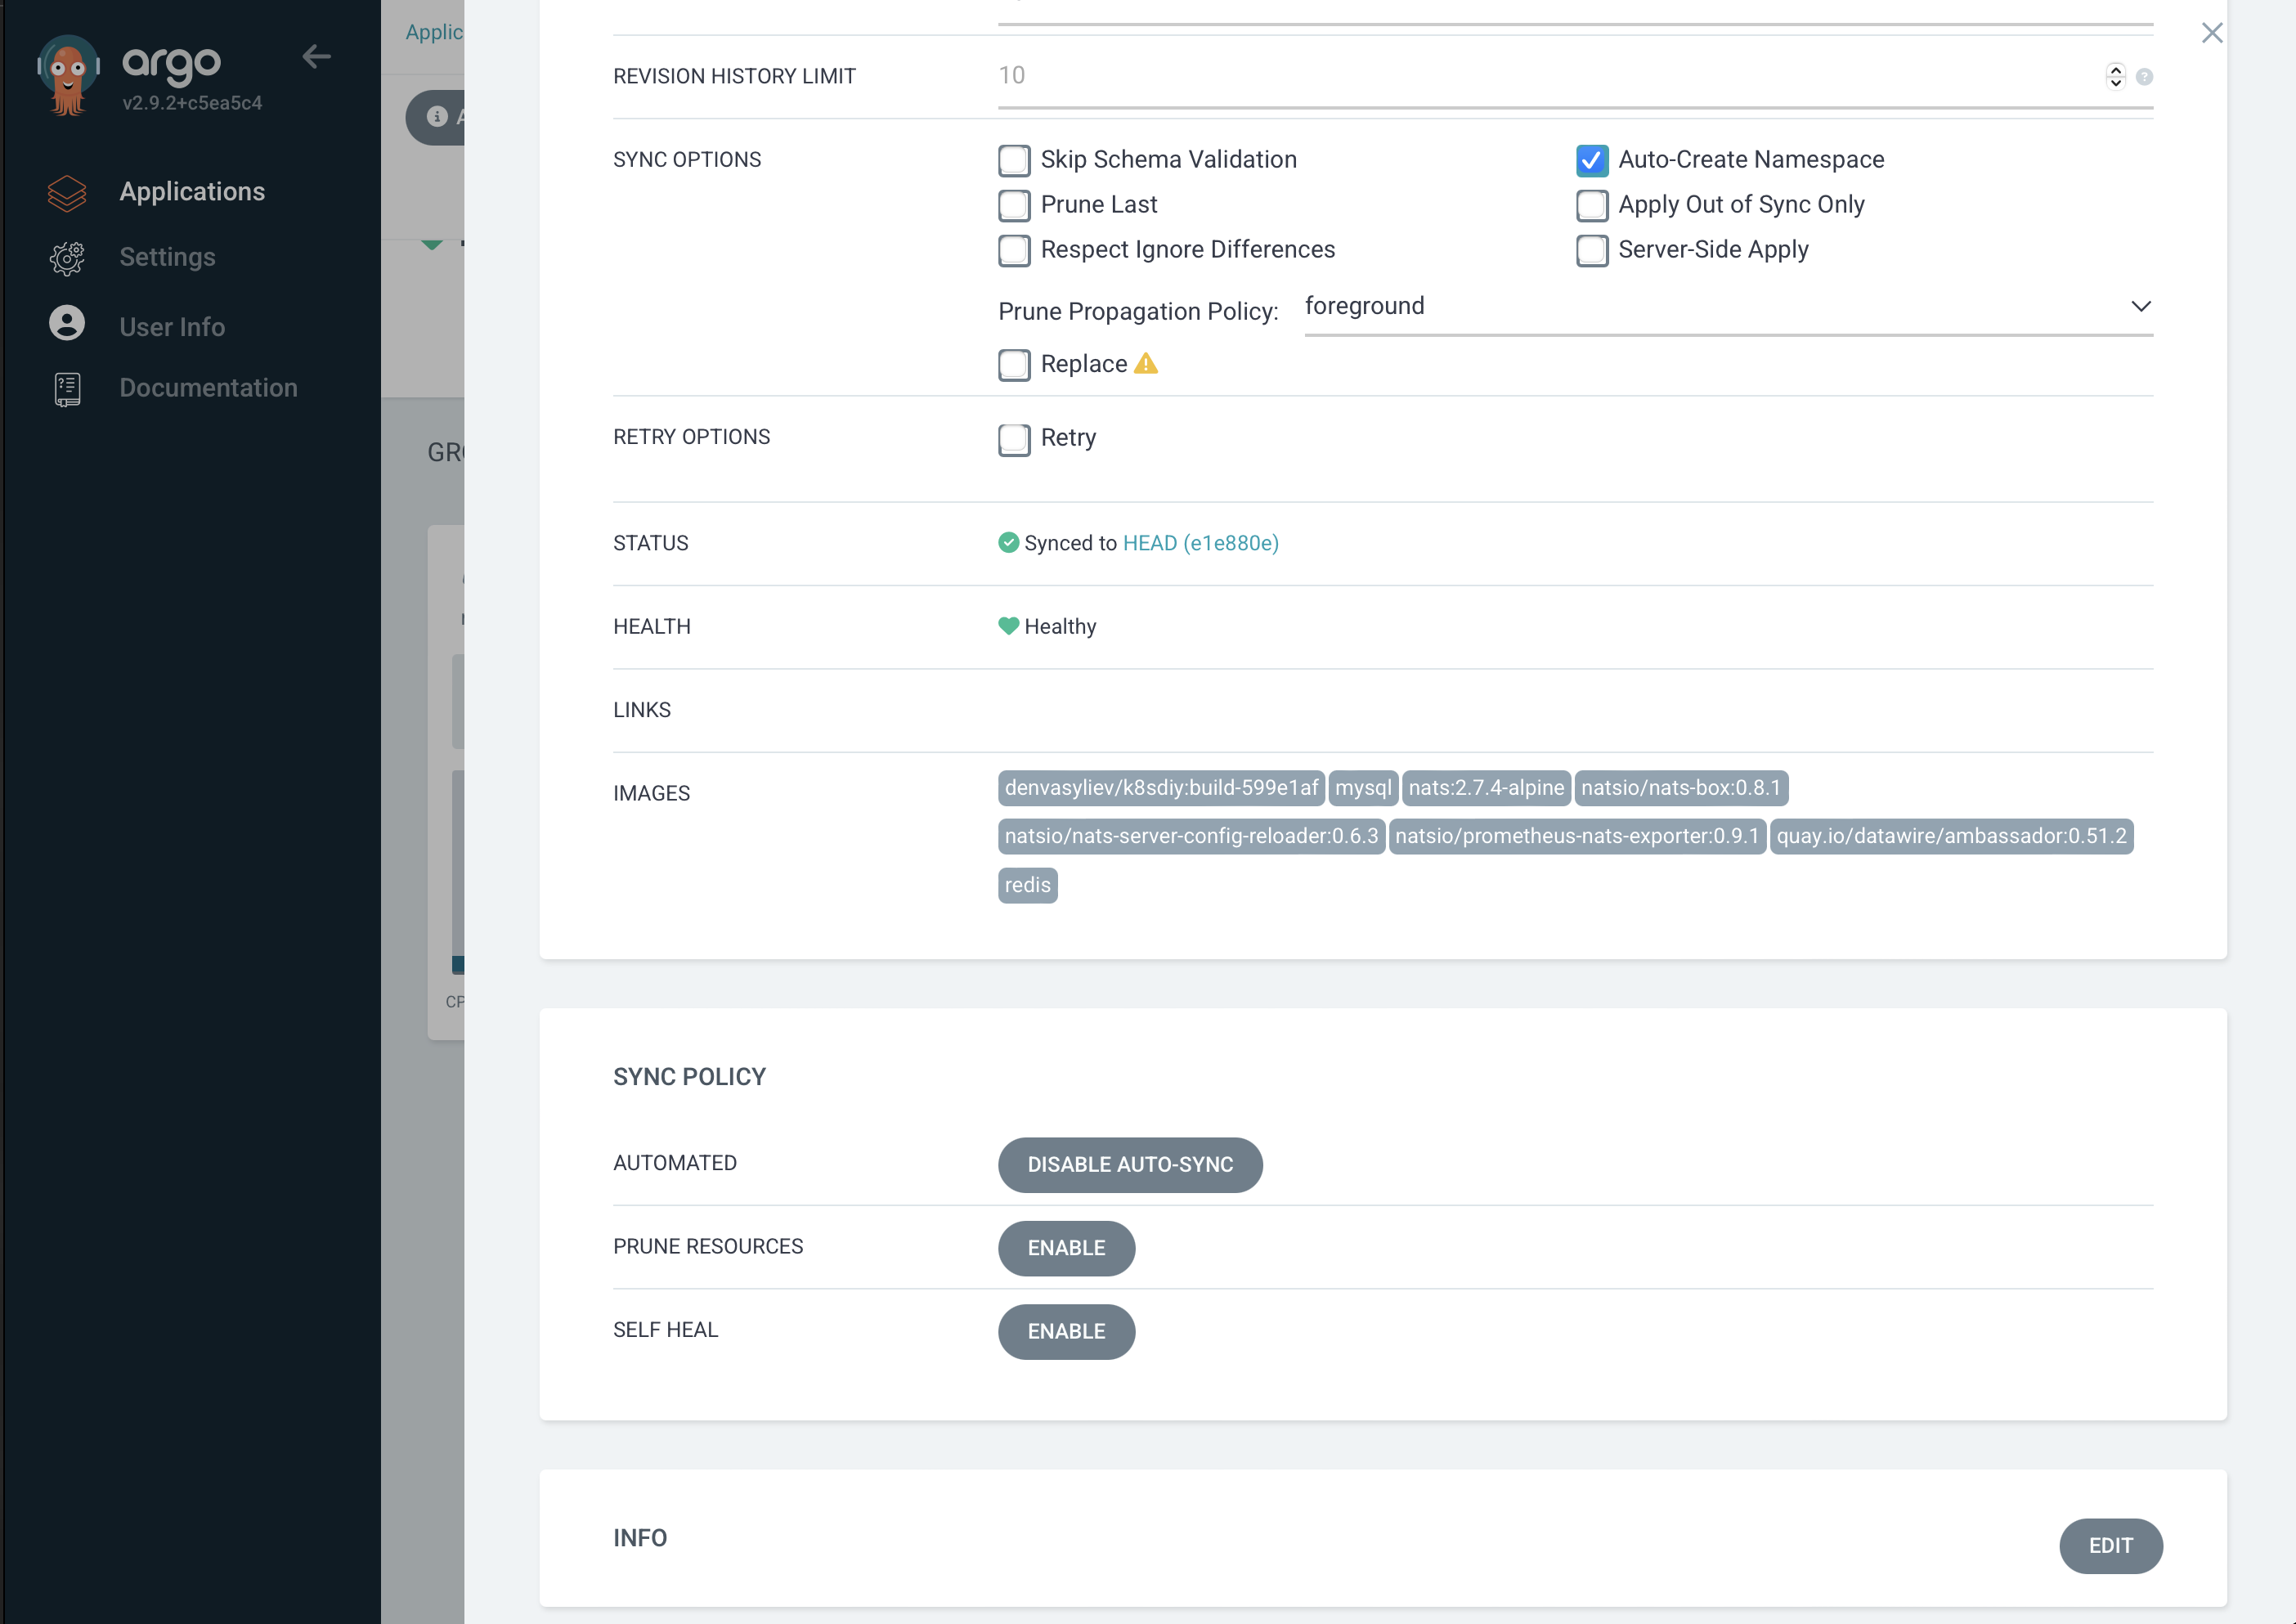 argo
v2.9.2+c5ea5c4
Applications
Settings
User Info
Documentation
Applic
A
GRO
CP
REVISION HISTORY LIMIT 10
SYNC OPTIONS
Skip Schema Validation Auto-Create Namespace
Prune Last Apply Out of Sync Only
Respect Ignore Differences Server-Side Apply
Prune Propagation Policy: foreground
Replace
RETRY OPTIONS Retry
STATUS Synced to HEAD (e1e880e)
HEALTH Healthy
LINKS
IMAGES denvasyliev/k8sdiy:build-599e1af mysql nats:2.7.4-alpine natsio/nats-box:0.8.1
natsio/nats-server-config-reloader:0.6.3 natsio/prometheus-nats-exporter:0.9.1 quay.io/datawire/ambassador:0.51.2
redis
SYNC POLICY
AUTOMATED DISABLE AUTO-SYNC
PRUNE RESOURCES ENABLE
SELF HEAL ENABLE
INFO EDIT